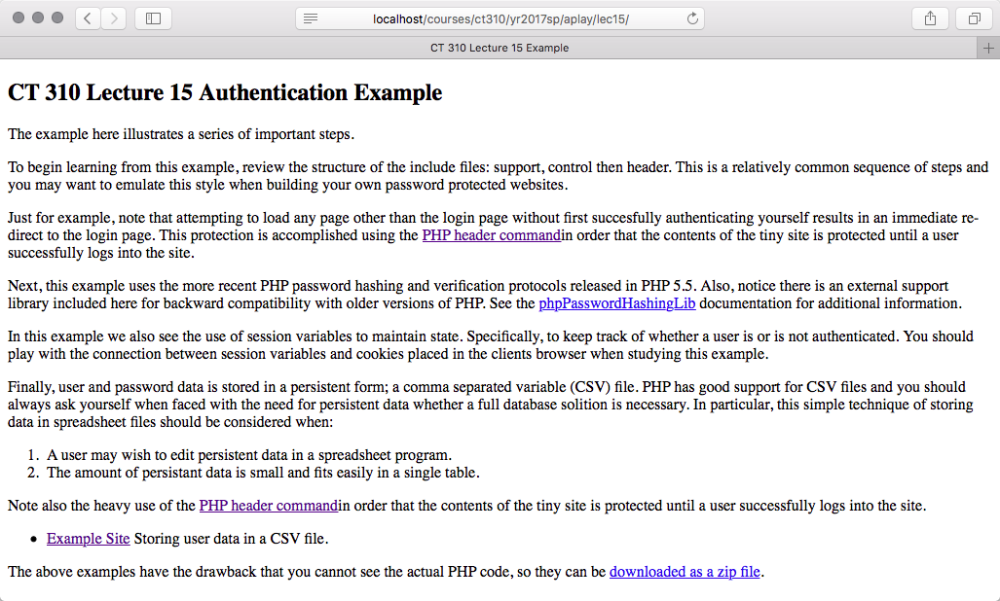 localhost/courses/ct310/yr2017sp/aplay/lec15/
CT 310 Lecture 15 Example
CT 310 Lecture 15 Authentication Example
The example here illustrates a series of important steps.
To begin learning from this example, review the structure of the include files: support, control then header. This is a relatively common sequence of steps and
you may want to emulate this style when building your own password protected websites.
Just for example, note that attempting to load any page other than the login page without first succesfully authenticating yourself results in an immediate re-
direct to the login page. This protection is accomplished using the PHP header commandin order that the contents of the tiny site is protected until a user
successfully logs into the site.
Next, this example uses the more recent PHP password hashing and verification protocols released in PHP 5.5. Also, notice there is an external support
library included here for backward compatibility with older versions of PHP. See the phpPasswordHashingLib documentation for additional information.
In this example we also see the use of session variables to maintain state. Specifically, to keep track of whether a user is or is not authenticated. You should
play with the connection between session variables and cookies placed in the clients browser when studying this example.
Finally, user and password data is stored in a persistent form; a comma separated variable (CSV) file. PHP has good support for CSV files and you should
always ask yourself when faced with the need for persistent data whether a full database solition is necessary. In particular, this simple technique of storing
data in spreadsheet files should be considered when:
1. A user may wish to edit persistent data in a spreadsheet program.
2. The amount of persistant data is small and fits easily in a single table.
Note also the heavy use of the PHP header commandin order that the contents of the tiny site is protected until a user successfully logs into the site.
• Example Site Storing user data in a CSV file.
The above examples have the drawback that you cannot see the actual PHP code, so they can be downloaded as a zip file.